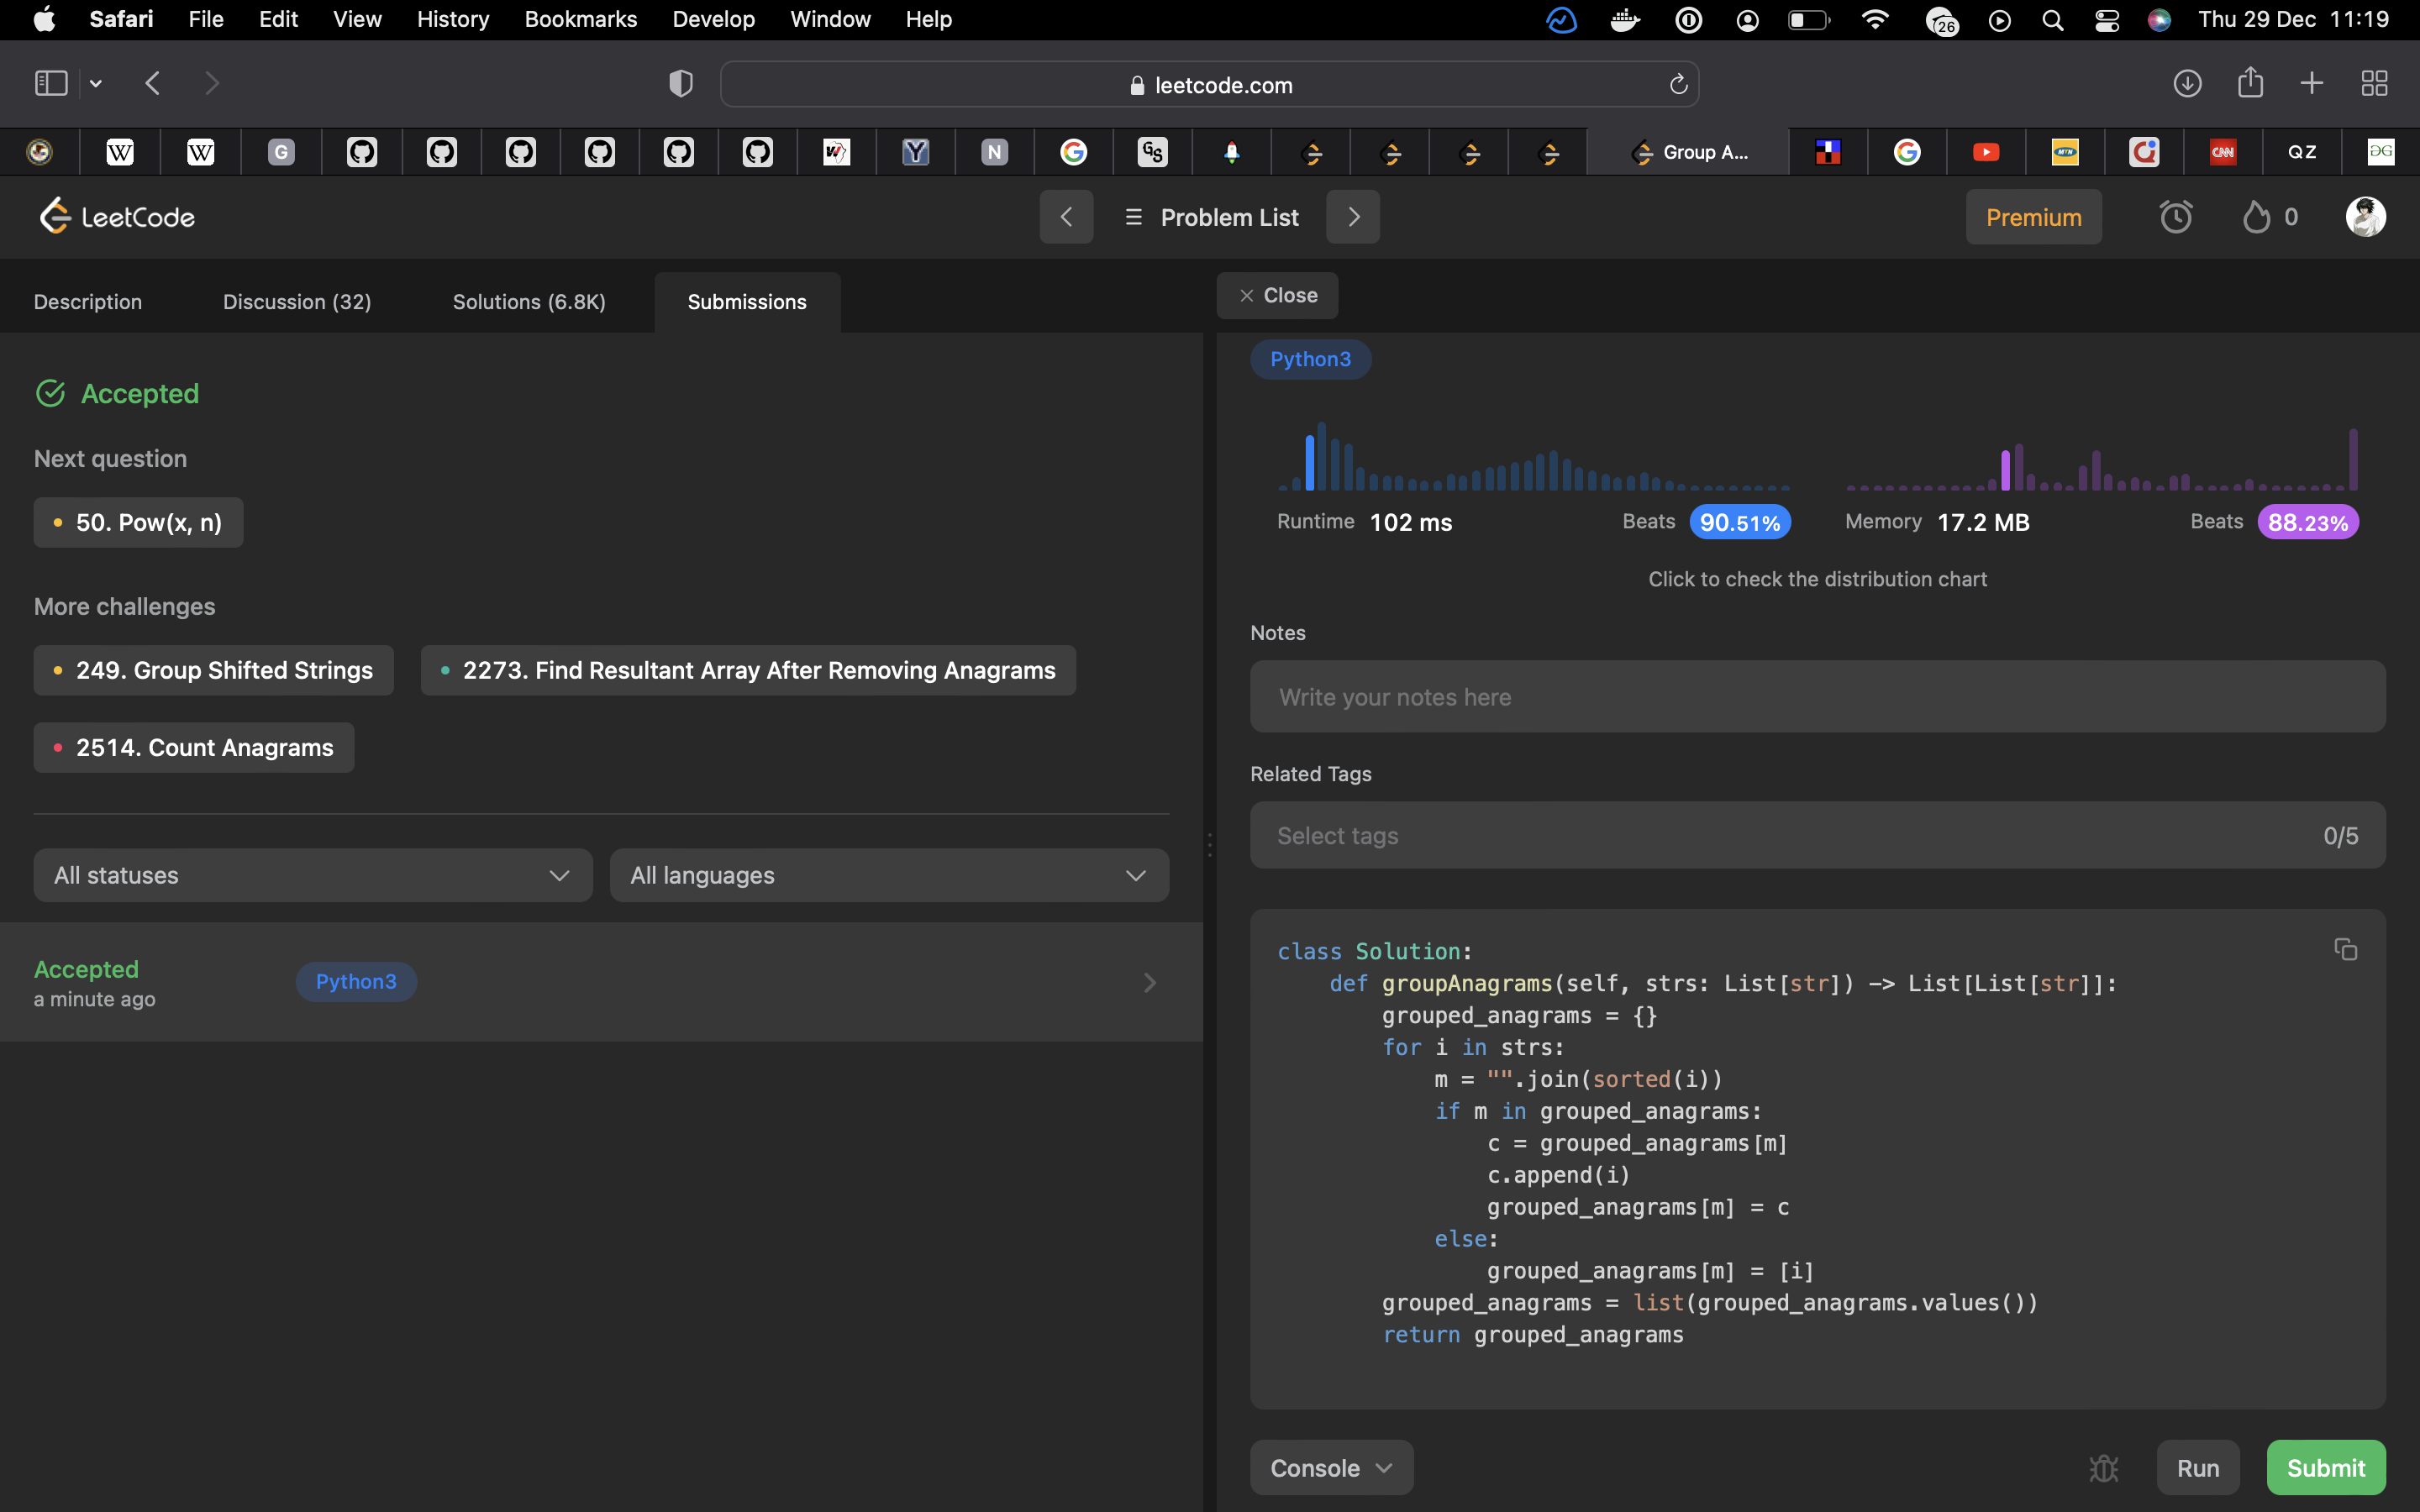 Safari File Edit View History Bookmarks Develop Window Help 26 Thu 29 Dec 11:19
leetcode.com
W W G Y N G GS Group A... G MTN CNN QZ GG
LeetCode Problem List Premium 0
Description Discussion (32) Solutions (6.8K) Submissions
Close
Accepted
Next question
50. Pow(x, n)
More challenges
249. Group Shifted Strings 2273. Find Resultant Array After Removing Anagrams
2514. Count Anagrams
All statuses All languages
Accepted Python3
a minute ago
Python3
Runtime 102 ms Beats 90.51% Memory 17.2 MB Beats 88.23%
Click to check the distribution chart
Notes
Write your notes here
Related Tags
Select tags 0/5
class Solution:
    def groupAnagrams(self, strs: List[str]) -> List[List[str]]:
        grouped_anagrams = {}
        for i in strs:
            m = "".join(sorted(i))
            if m in grouped_anagrams:
                c = grouped_anagrams[m]
                c.append(i)
                grouped_anagrams[m] = c
            else:
                grouped_anagrams[m] = [i]
        grouped_anagrams = list(grouped_anagrams.values())
        return grouped_anagrams
Console Run Submit